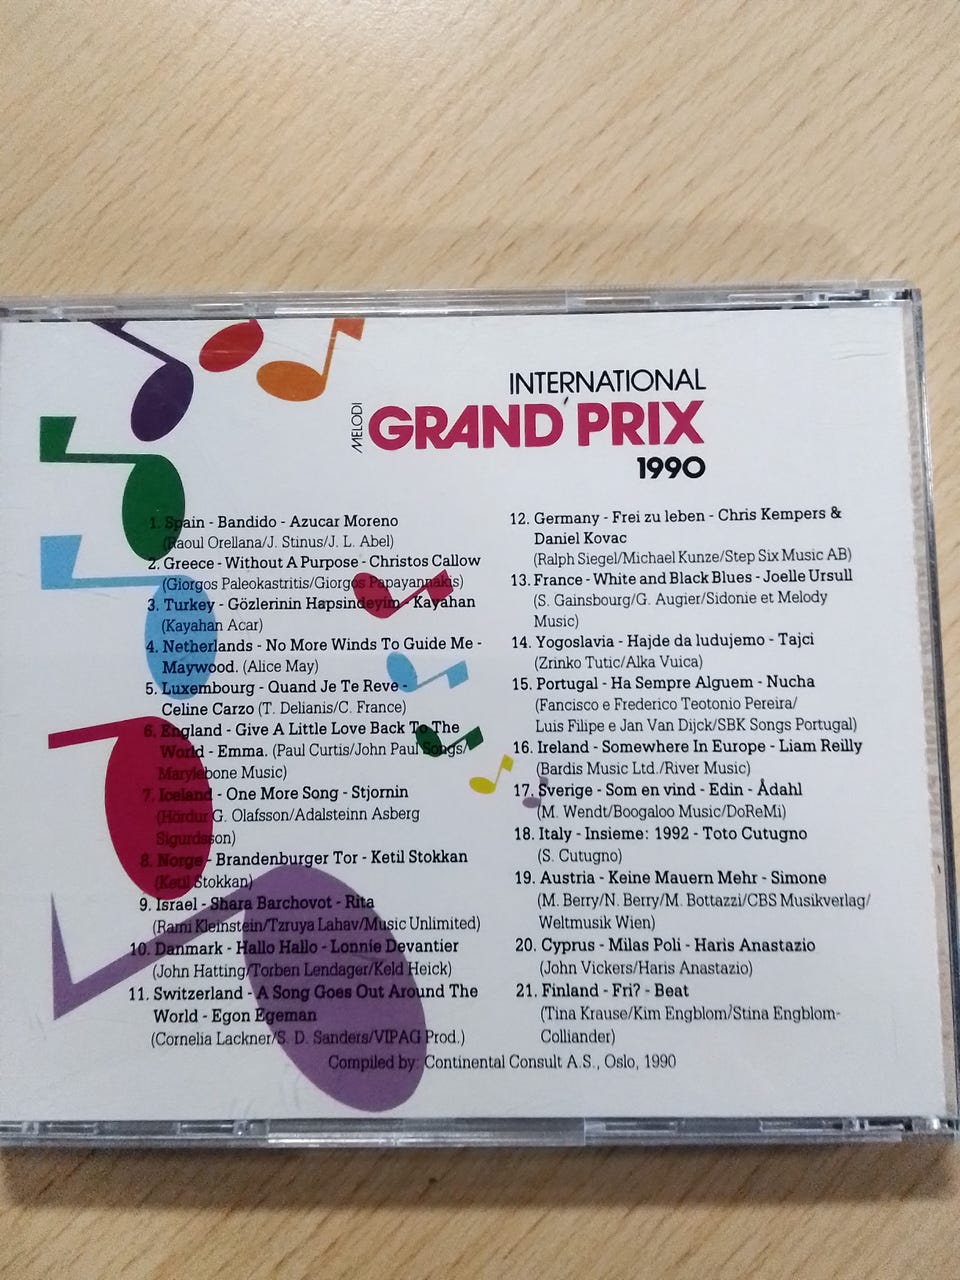 INTERNATIONAL
MELODI
GRAND PRIX
1990
1. Spain - Bandido - Azucar Moreno
(Raoul Orellana/J. Stinus/J. L. Abel)
2. Greece - Without A Purpose - Christos Callow
(Giorgos Paleokastritis/Giorgos Papayannakis)
3. Turkey - Gözlerinin Hapsindeyim - Kayahan
(Kayahan Acar)
4. Netherlands - No More Winds To Guide Me -
Maywood. (Alice May)
5. Luxembourg - Quand Je Te Reve -
Celine Carzo (T. Delianis/C. France)
6. England - Give A Little Love Back To The
World - Emma. (Paul Curtis/John Paul Songs/
Marylebone Music)
7. Iceland - One More Song - Stjornin
(Hördur G. Olafsson/Adalsteinn Asberg
Sigurdsson)
8. Norge - Brandenburger Tor - Ketil Stokkan
(Ketil Stokkan)
9. Israel - Shara Barchovot - Rita
(Rami Kleinstein/Tzruya Lahav/Music Unlimited)
10. Danmark - Hallo Hallo - Lonnie Devantier
(John Hatting/Torben Lendager/Keld Heick)
11. Switzerland - A Song Goes Out Around The
World - Egon Egeman
(Cornelia Lackner/S. D. Sanders/VIPAG Prod.)
12. Germany - Frei zu leben - Chris Kempers &
Daniel Kovac
(Ralph Siegel/Michael Kunze/Step Six Music AB)
13. France - White and Black Blues - Joelle Ursull
(S. Gainsbourg/G. Augier/Sidonie et Melody
Music)
14. Yogoslavia - Hajde da ludujemo - Tajci
(Zrinko Tutic/Alka Vuica)
15. Portugal - Ha Sempre Alguem - Nucha
(Fancisco e Frederico Teotonio Pereira/
Luis Filipe e Jan Van Dijck/SBK Songs Portugal)
16. Ireland - Somewhere In Europe - Liam Reilly
(Bardis Music Ltd./River Music)
17. Sverige - Som en vind - Edin - Ådahl
(M. Wendt/Boogaloo Music/DoReMi)
18. Italy - Insieme: 1992 - Toto Cutugno
(S. Cutugno)
19. Austria - Keine Mauern Mehr - Simone
(M. Berry/N. Berry/M. Bottazzi/CBS Musikverlag/
Weltmusik Wien)
20. Cyprus - Milas Poli - Haris Anastazio
(John Vickers/Haris Anastazio)
21. Finland - Fri? - Beat
(Tina Krause/Kim Engblom/Stina Engblom-
Colliander)
Compiled by: Continental Consult A.S., Oslo, 1990